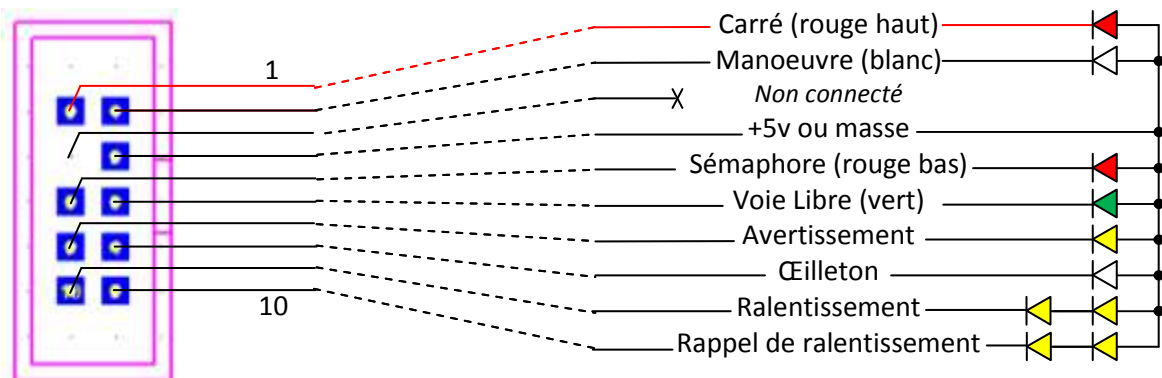 1
Carré (rouge haut)
Manoeuvre (blanc)
Non connecté
+5v ou masse
Sémaphore (rouge bas)
Voie Libre (vert)
Avertissement
Œilleton
10
Ralentissement
Rappel de ralentissement